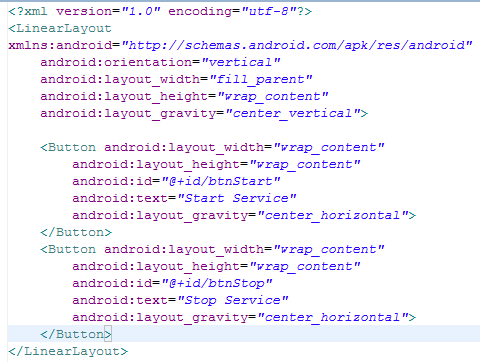 <?xml version="1.0" encoding="utf-8"?>
<LinearLayout
xmlns:android="http://schemas.android.com/apk/res/android"
    android:orientation="vertical"
    android:layout_width="fill_parent"
    android:layout_height="wrap_content"
    android:layout_gravity="center_vertical">

    <Button android:layout_width="wrap_content"
        android:layout_height="wrap_content"
        android:id="@+id/btnStart"
        android:text="Start Service"
        android:layout_gravity="center_horizontal">
    </Button>
    <Button android:layout_width="wrap_content"
        android:layout_height="wrap_content"
        android:id="@+id/btnStop"
        android:text="Stop Service"
        android:layout_gravity="center_horizontal">
    </Button>
</LinearLayout>